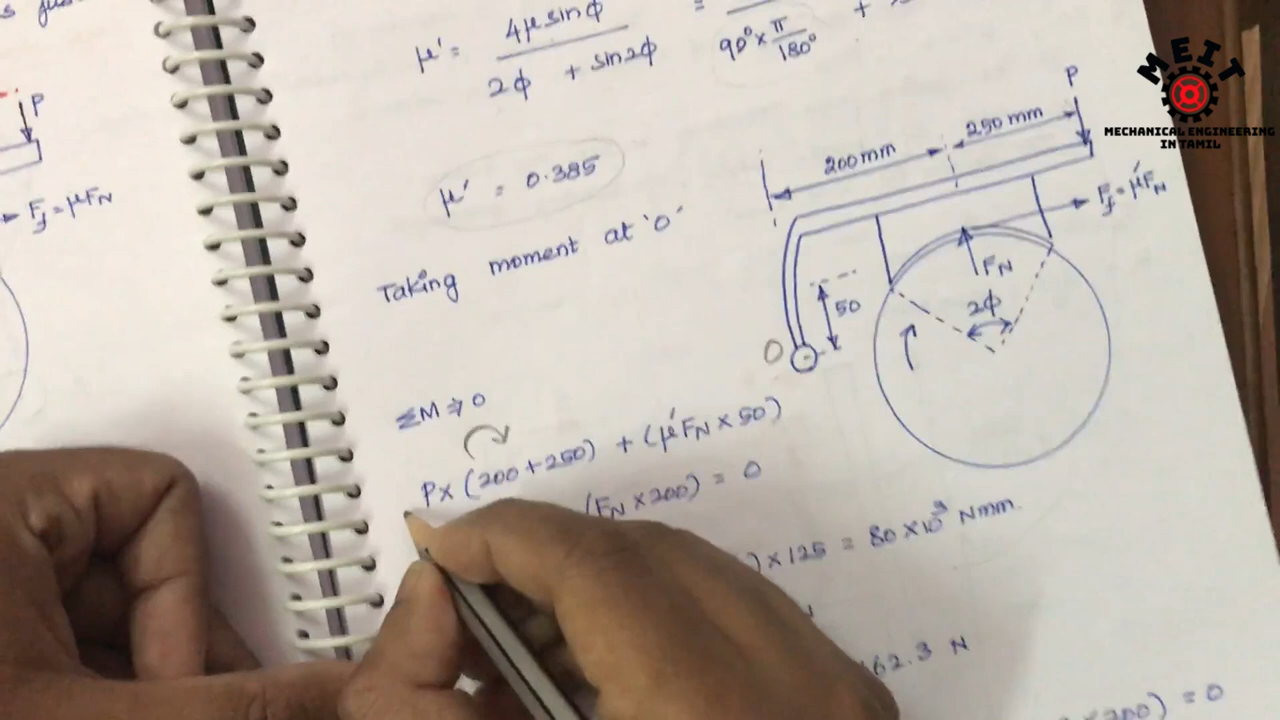 μ' = 4μ sinϕ / 2ϕ + sin2ϕ = / 90° × π/180° +
μ' = 0.385
Taking moment at 'O'
ΣM ⇒ 0
P × (200 + 250) + (μ'F_N × 50)
(F_N × 200) = 0
) × 125 = 80 × 10³ Nmm
62.3 N
× 200) = 0
P
250 mm
200 mm
F_f = μ'F_N
F_N
2ϕ
50
O
P
F_f = μF_N
MEIT
MECHANICAL ENGINEERING
IN TAMIL